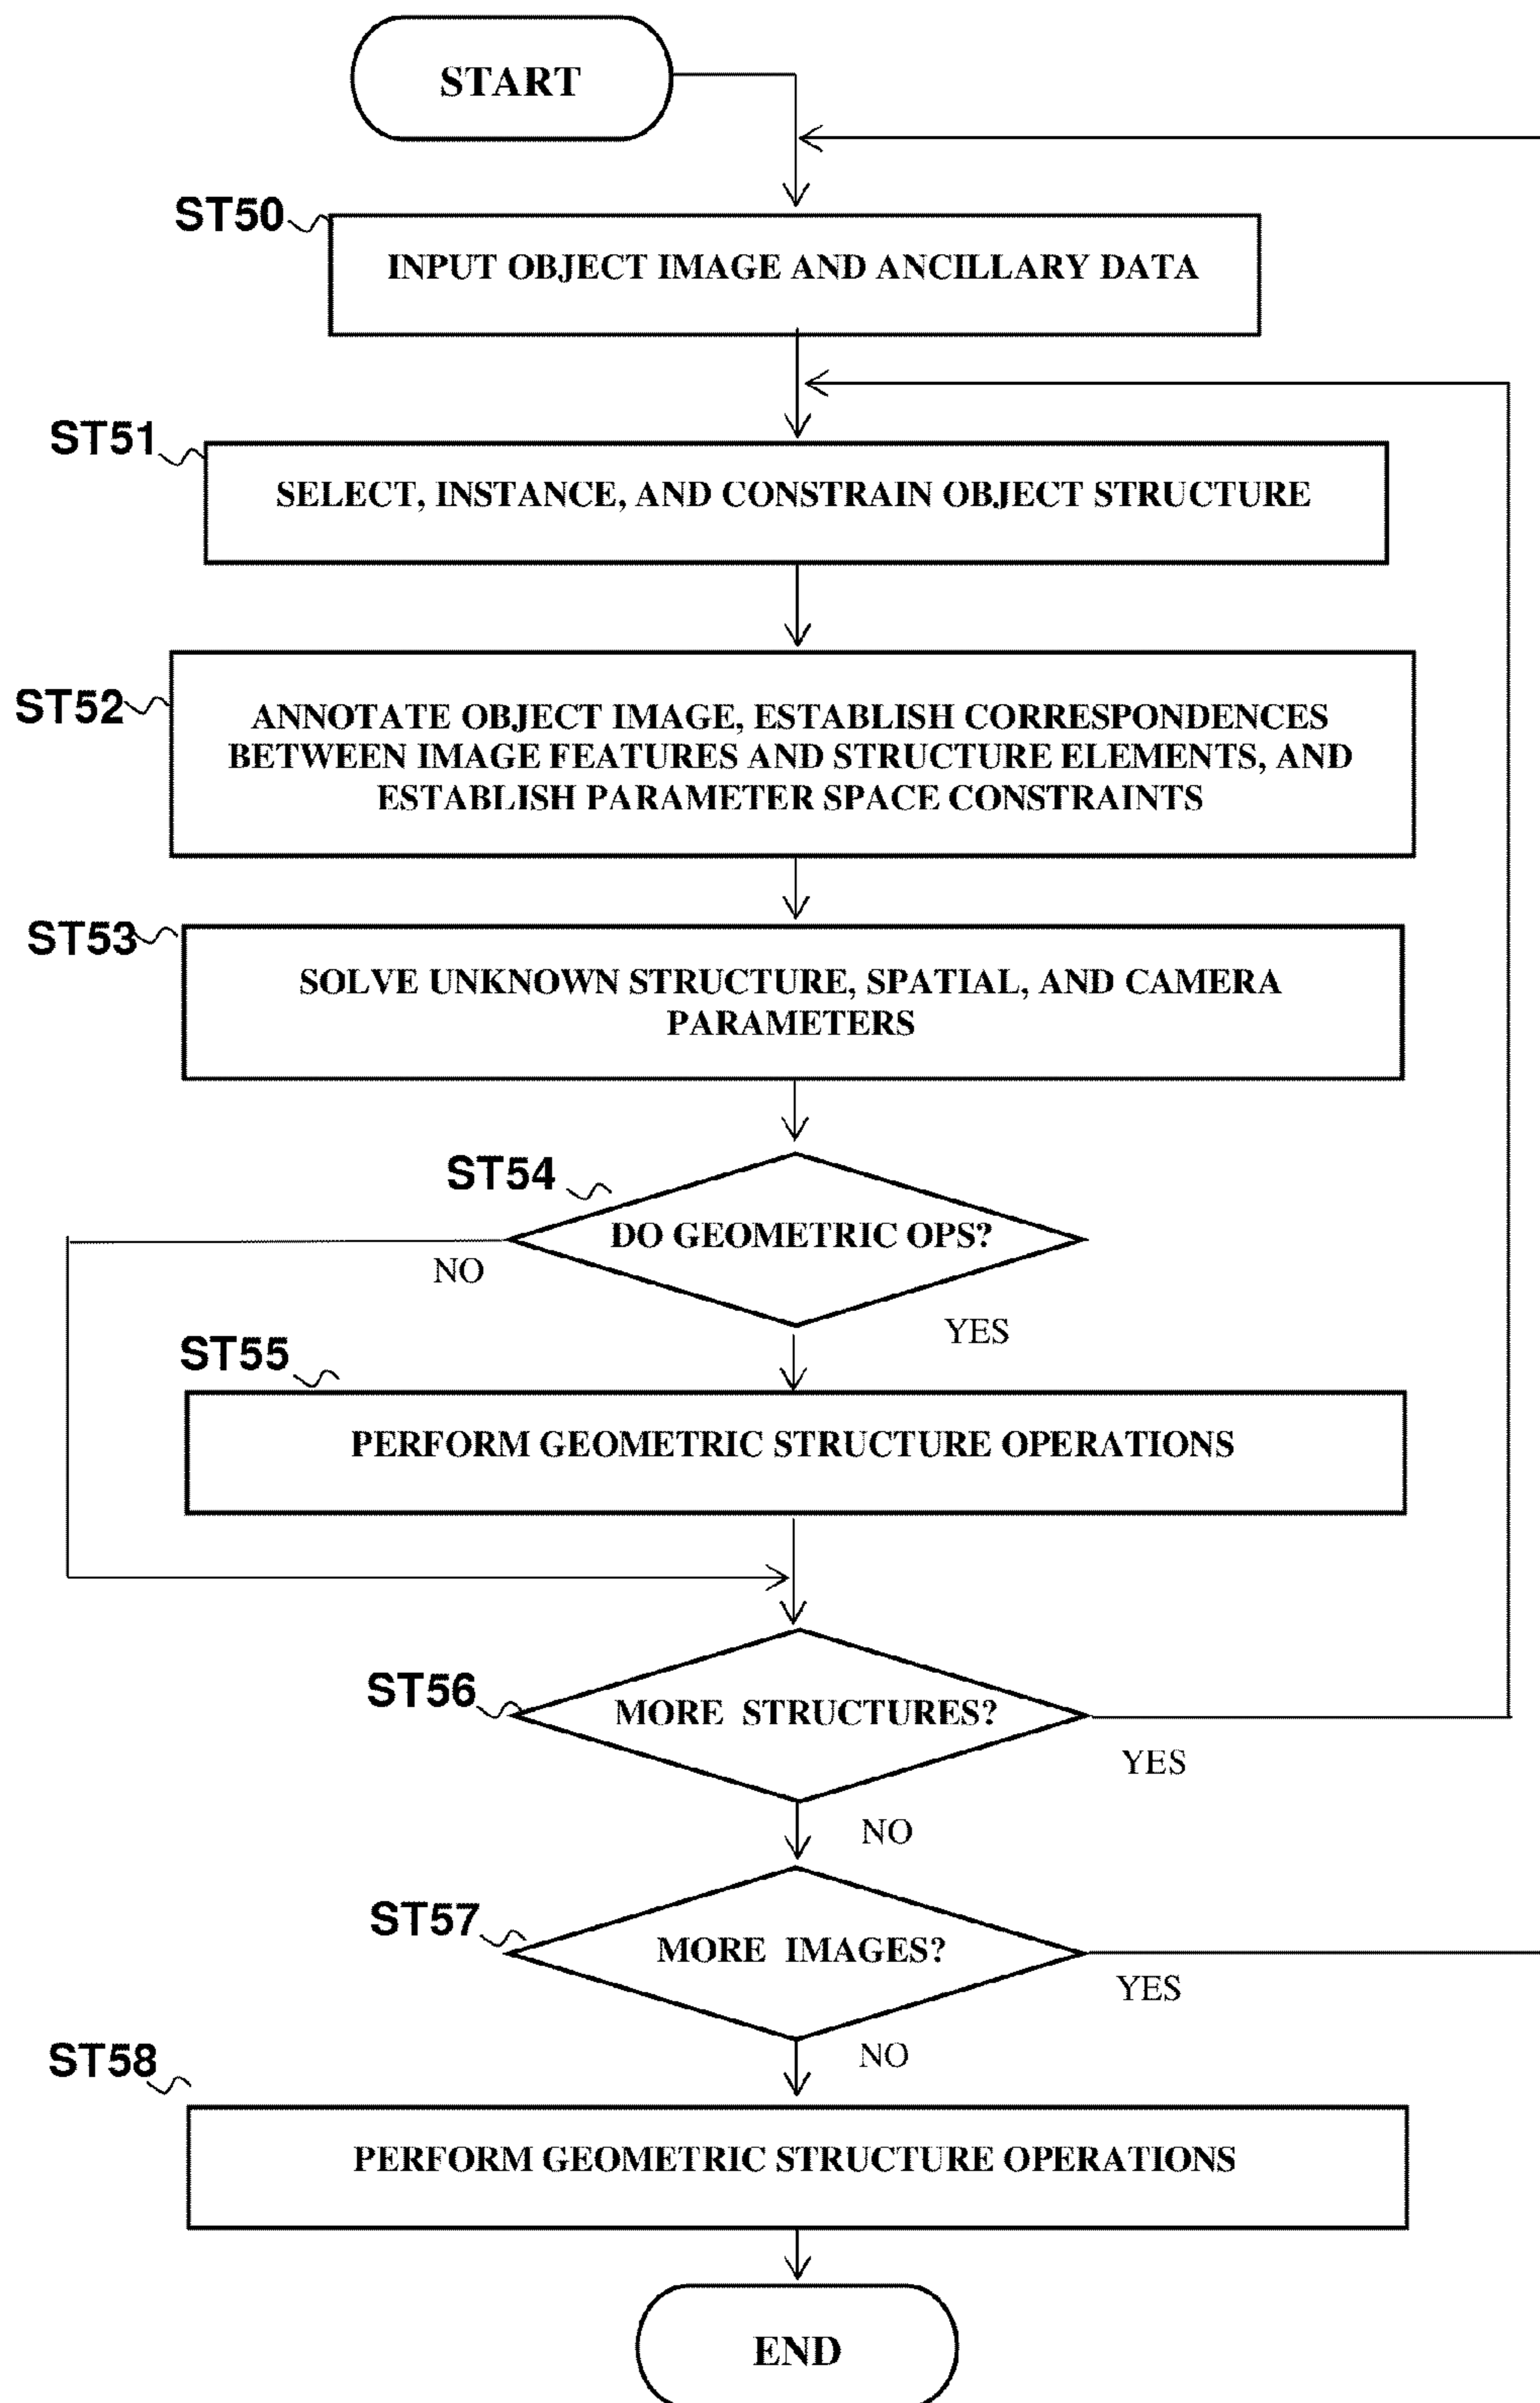 START
ST50
INPUT OBJECT IMAGE AND ANCILLARY DATA
ST51
SELECT, INSTANCE, AND CONSTRAIN OBJECT STRUCTURE
ST52
ANNOTATE OBJECT IMAGE, ESTABLISH CORRESPONDENCES
BETWEEN IMAGE FEATURES AND STRUCTURE ELEMENTS, AND
ESTABLISH PARAMETER SPACE CONSTRAINTS
ST53
SOLVE UNKNOWN STRUCTURE, SPATIAL, AND CAMERA
PARAMETERS
ST54
DO GEOMETRIC OPS?
NO
YES
ST55
PERFORM GEOMETRIC STRUCTURE OPERATIONS
ST56
MORE STRUCTURES?
YES
NO
ST57
MORE IMAGES?
YES
NO
ST58
PERFORM GEOMETRIC STRUCTURE OPERATIONS
END